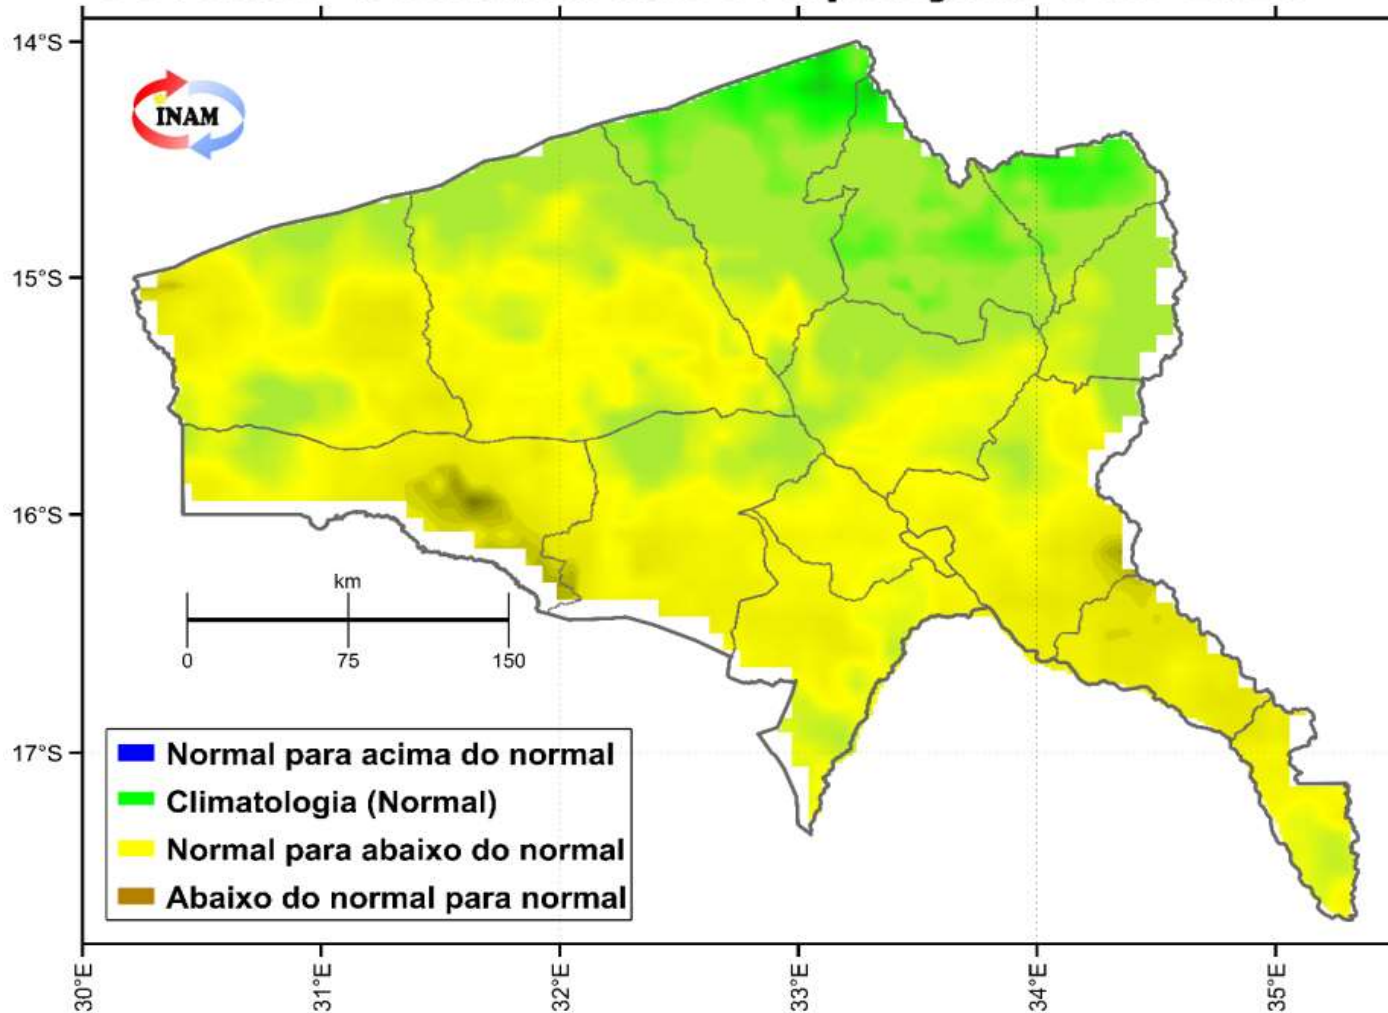 14°S
INAM
15°S
16°S
km
0 75 150
17°S
Normal para acima do normal
Climatologia (Normal)
Normal para abaixo do normal
Abaixo do normal para normal
30°E 31°E 32°E 33°E 34°E 35°E